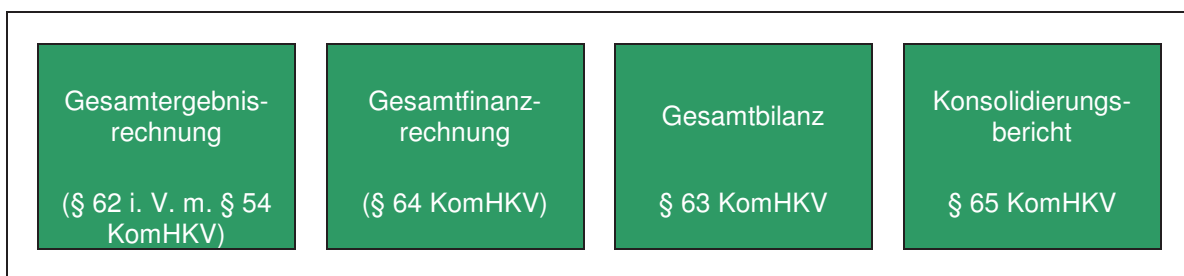 Gesamtergebnis-
rechnung
(§ 62 i. V. m. § 54
KomHKV)
Gesamtfinanz-
rechnung
(§ 64 KomHKV)
Gesamtbilanz
§ 63 KomHKV
Konsolidierungs-
bericht
§ 65 KomHKV